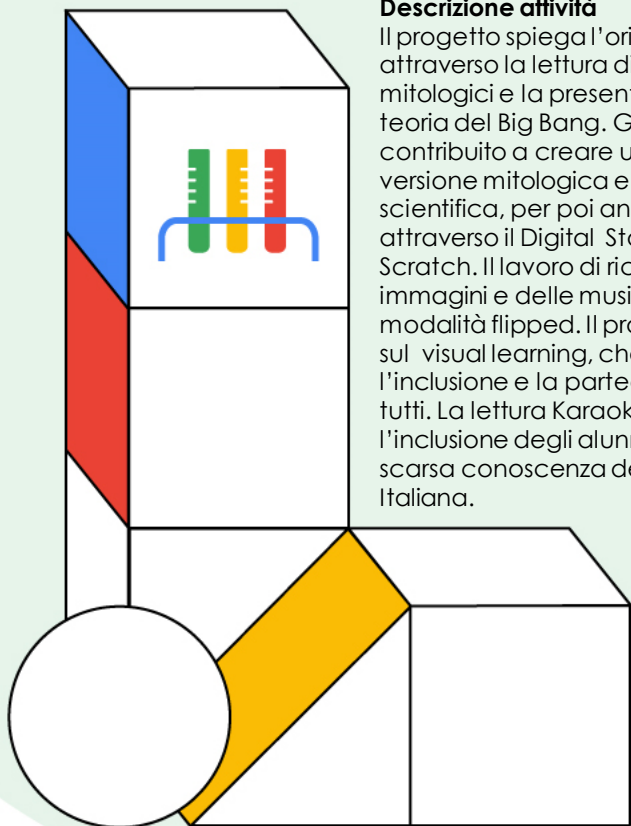 Descrizione attività
Il progetto spiega l’ori
attraverso la lettura di
mitologici e la present
teoria del Big Bang. G
contribuito a creare u
versione mitologica e
scientifica, per poi an
attraverso il Digital Sto
Scratch. Il lavoro di ric
immagini e delle musi
modalità flipped. Il pro
sul visual learning, ch
l’inclusione e la parte
tutti. La lettura Karaok
l’inclusione degli alunn
scarsa conoscenza de
Italiana.